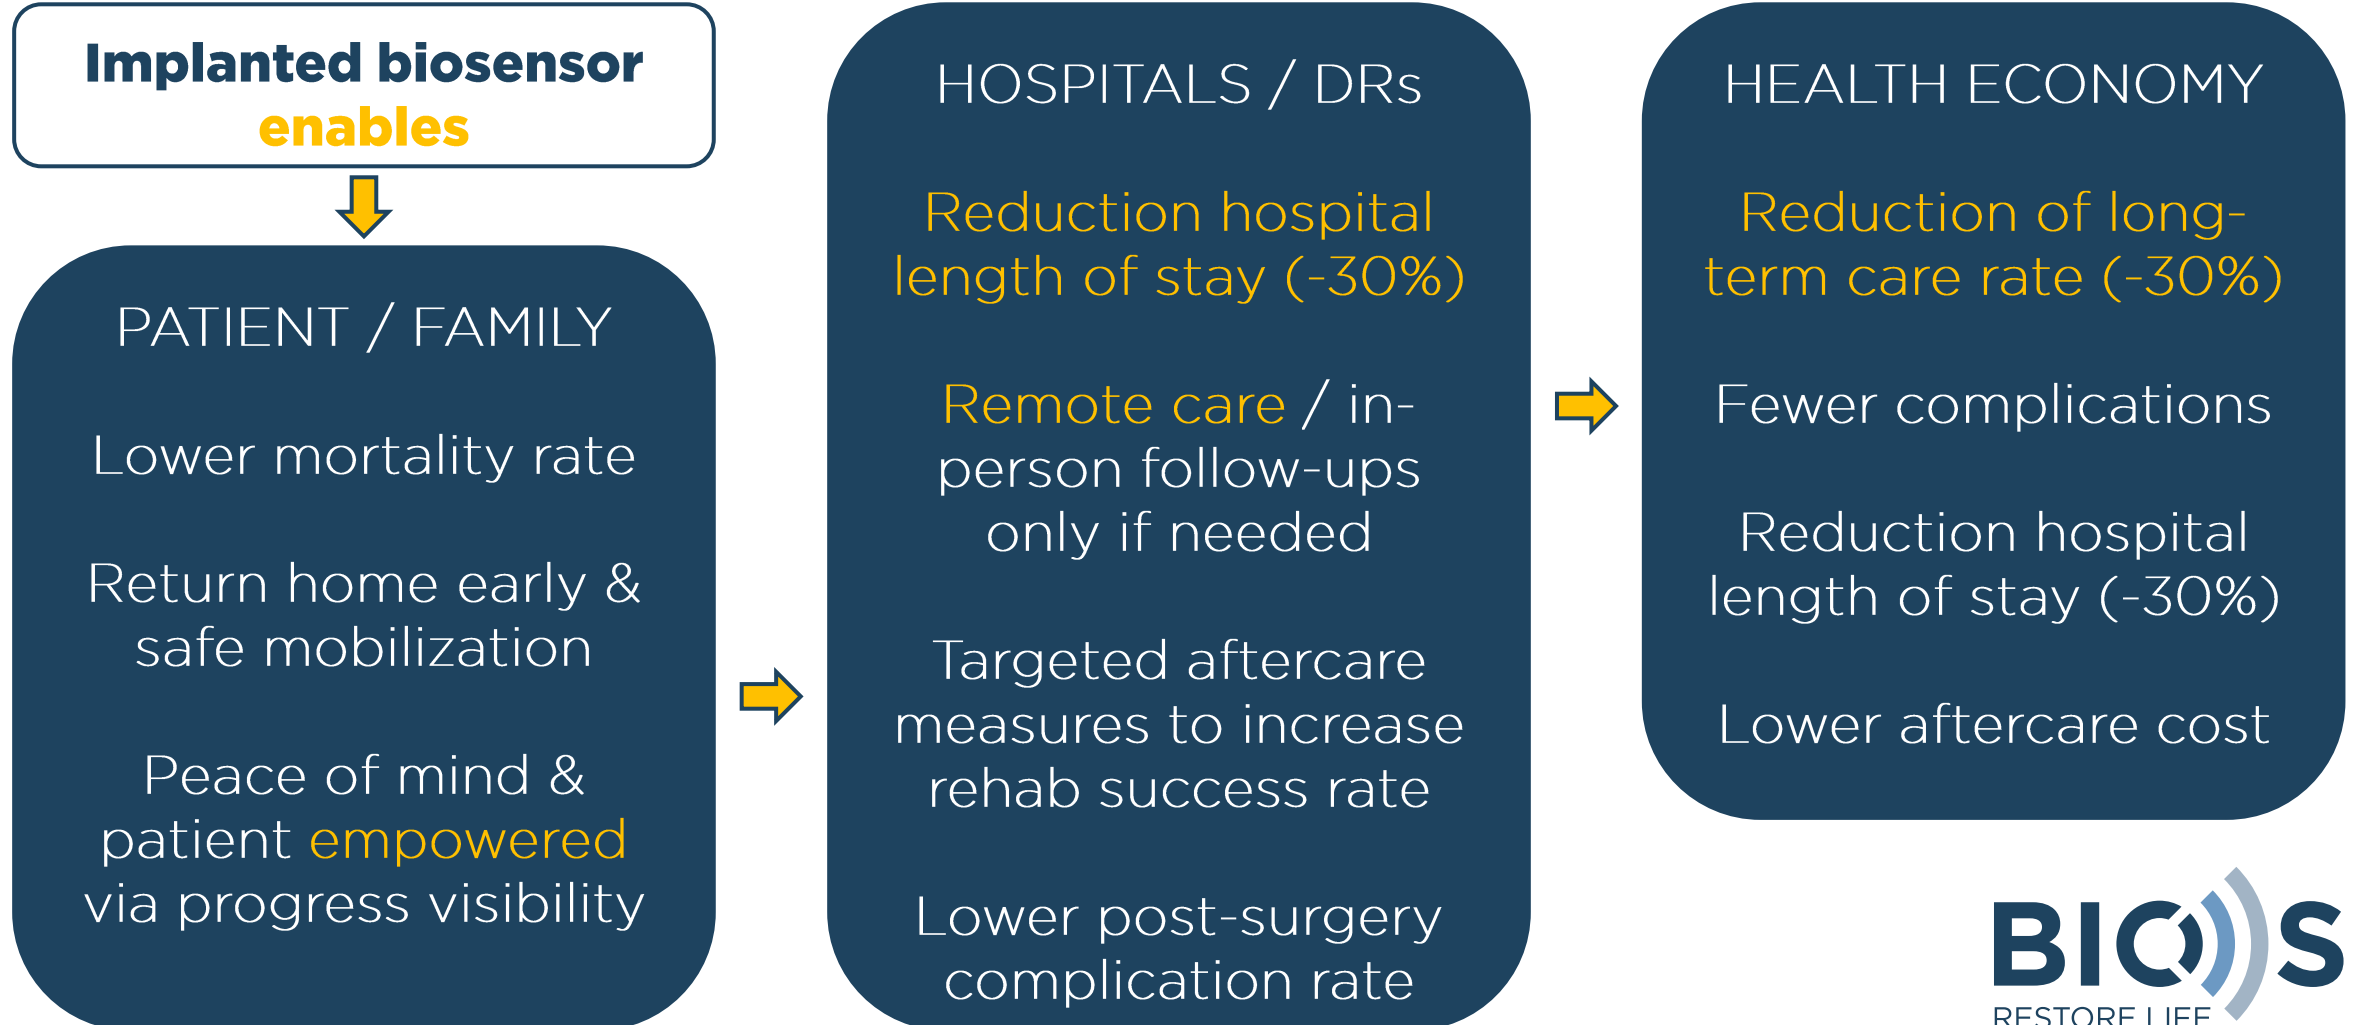 Implanted biosensor
enables
PATIENT / FAMILY
Lower mortality rate
Return home early &
safe mobilization
Peace of mind &
patient empowered
via progress visibility
HOSPITALS / DRs
Reduction hospital
length of stay (-30%)
Remote care / in-
person follow-ups
only if needed
Targeted aftercare
measures to increase
rehab success rate
Lower post-surgery
complication rate
HEALTH ECONOMY
Reduction of long-
term care rate (-30%)
Fewer complications
Reduction hospital
length of stay (-30%)
Lower aftercare cost
BIOS
RESTORE LIFE